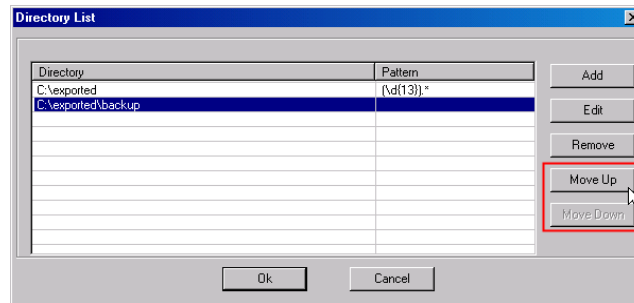 Directory List
Directory Pattern
C:\exported (\d{13}).*
C:\exported\backup
Add
Edit
Remove
Move Up
Move Down
Ok Cancel